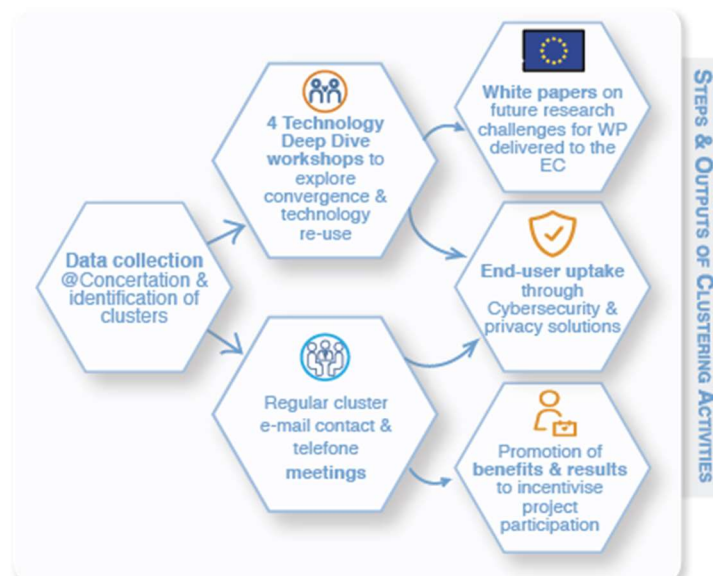 Data collection
@Concertation &
identification of
clusters
4 Technology
Deep Dive
workshops to
explore
convergence &
technology
re-use
Regular cluster
e-mail contact &
telefone
meetings
White papers on
future research
challenges for WP
delivered to the
EC
End-user uptake
through
Cybersecurity &
privacy solutions
Promotion of
benefits & results
to incentivise
project
participation
STEPS & OUTPUTS OF CLUSTERING ACTIVITIES